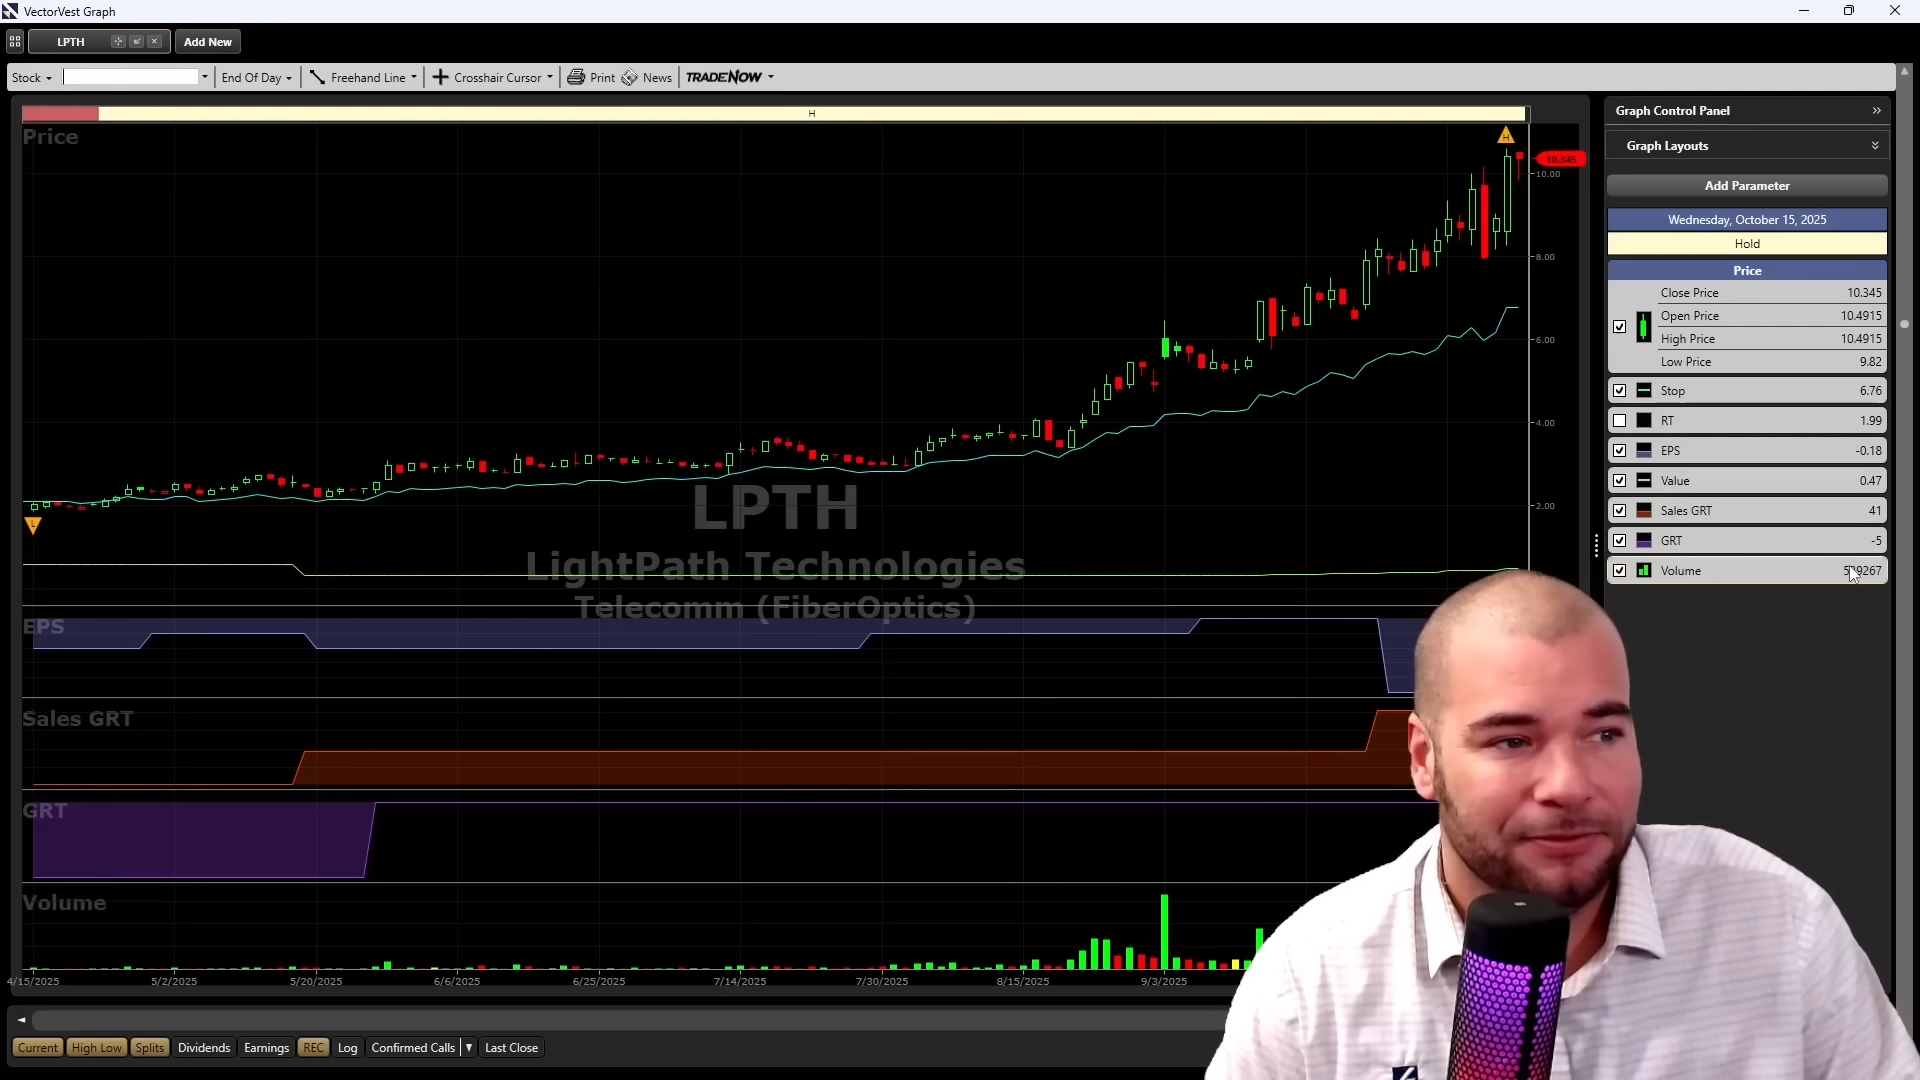 VectorVest Graph
LPTH
Add New
Stock
End Of Day
Freehand Line
Crosshair Cursor
Print
News
TRADENOW
H
Price
H
10.345
10.00
8.00
6.00
4.00
2.00
L
LPTH
LightPath Technologies
Telecomm (FiberOptics)
EPS
Sales GRT
GRT
Volume
4/15/2025 5/2/2025 5/20/2025 6/6/2025 6/25/2025 7/14/2025 7/30/2025 8/15/2025 9/3/2025
Current High Low Splits Dividends Earnings REC Log Confirmed Calls Last Close
Graph Control Panel
Graph Layouts
Add Parameter
Wednesday, October 15, 2025
Hold
Price
Close Price 10.345
Open Price 10.4915
High Price 10.4915
Low Price 9.82
Stop 6.76
RT 1.99
EPS -0.18
Value 0.47
Sales GRT 41
GRT -5
Volume